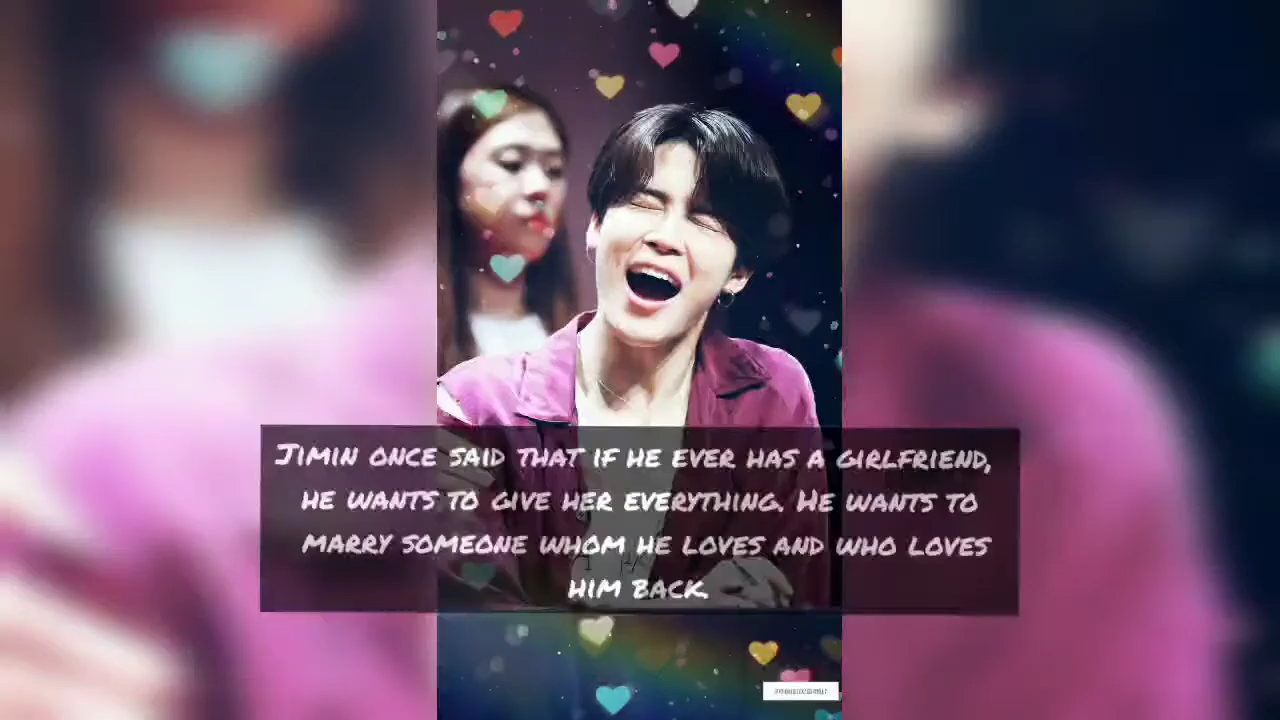 Jimin once said that if he ever has a girlfriend,
he wants to give her everything. He wants to
marry someone whom he loves and who loves
him back.